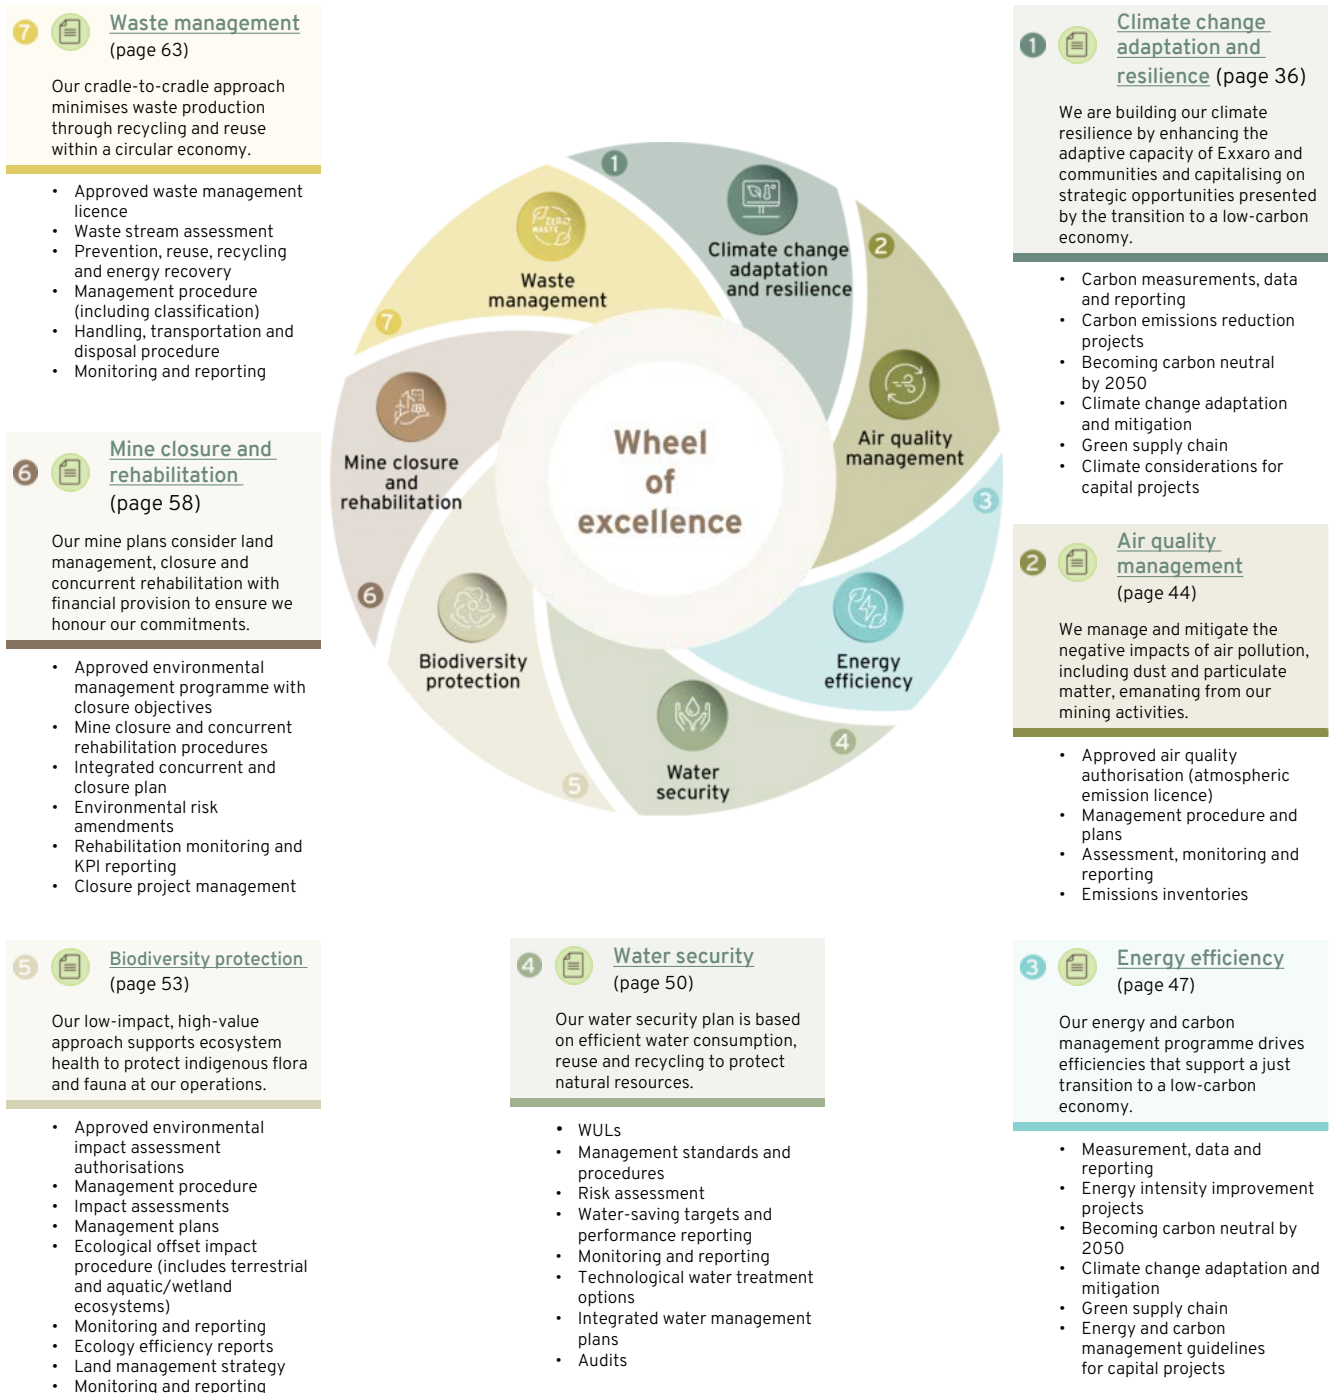 7
Waste management
(page 63)
Our cradle-to-cradle approach
minimises waste production
through recycling and reuse
within a circular economy.
• Approved waste management
licence
• Waste stream assessment
• Prevention, reuse, recycling
and energy recovery
• Management procedure
(including classification)
• Handling, transportation and
disposal procedure
• Monitoring and reporting
6
Mine closure and
rehabilitation
(page 58)
Our mine plans consider land
management, closure and
concurrent rehabilitation with
financial provision to ensure we
honour our commitments.
• Approved environmental
management programme with
closure objectives
• Mine closure and concurrent
rehabilitation procedures
• Integrated concurrent and
closure plan
• Environmental risk
amendments
• Rehabilitation monitoring and
KPI reporting
• Closure project management
5
Biodiversity protection
(page 53)
Our low-impact, high-value
approach supports ecosystem
health to protect indigenous flora
and fauna at our operations.
• Approved environmental
impact assessment
authorisations
• Management procedure
• Impact assessments
• Management plans
• Ecological offset impact
procedure (includes terrestrial
and aquatic/wetland
ecosystems)
• Monitoring and reporting
• Ecology efficiency reports
• Land management strategy
• Monitoring and reporting
Wheel
of
excellence
1
Climate change
adaptation
and resilience
2
Air quality
management
3
Energy
efficiency
4
Water
security
5
Biodiversity
protection
6
Mine closure
and
rehabilitation
7
ZERO
WASTE
Waste
management
4
Water security
(page 50)
Our water security plan is based
on efficient water consumption,
reuse and recycling to protect
natural resources.
• WULs
• Management standards and
procedures
• Risk assessment
• Water-saving targets and
performance reporting
• Monitoring and reporting
• Technological water treatment
options
• Integrated water management
plans
• Audits
1
Climate change
adaptation and
resilience (page 36)
We are building our climate
resilience by enhancing the
adaptive capacity of Exxaro and
communities and capitalising on
strategic opportunities presented
by the transition to a low-carbon
economy.
• Carbon measurements, data
and reporting
• Carbon emissions reduction
projects
• Becoming carbon neutral
by 2050
• Climate change adaptation
and mitigation
• Green supply chain
• Climate considerations for
capital projects
2
Air quality
management
(page 44)
We manage and mitigate the
negative impacts of air pollution,
including dust and particulate
matter, emanating from our
mining activities.
• Approved air quality
authorisation (atmospheric
emission licence)
• Management procedure and
plans
• Assessment, monitoring and
reporting
• Emissions inventories
3
Energy efficiency
(page 47)
Our energy and carbon
management programme drives
efficiencies that support a just
transition to a low-carbon
economy.
• Measurement, data and
reporting
• Energy intensity improvement
projects
• Becoming carbon neutral by
2050
• Climate change adaptation and
mitigation
• Green supply chain
• Energy and carbon
management guidelines
for capital projects